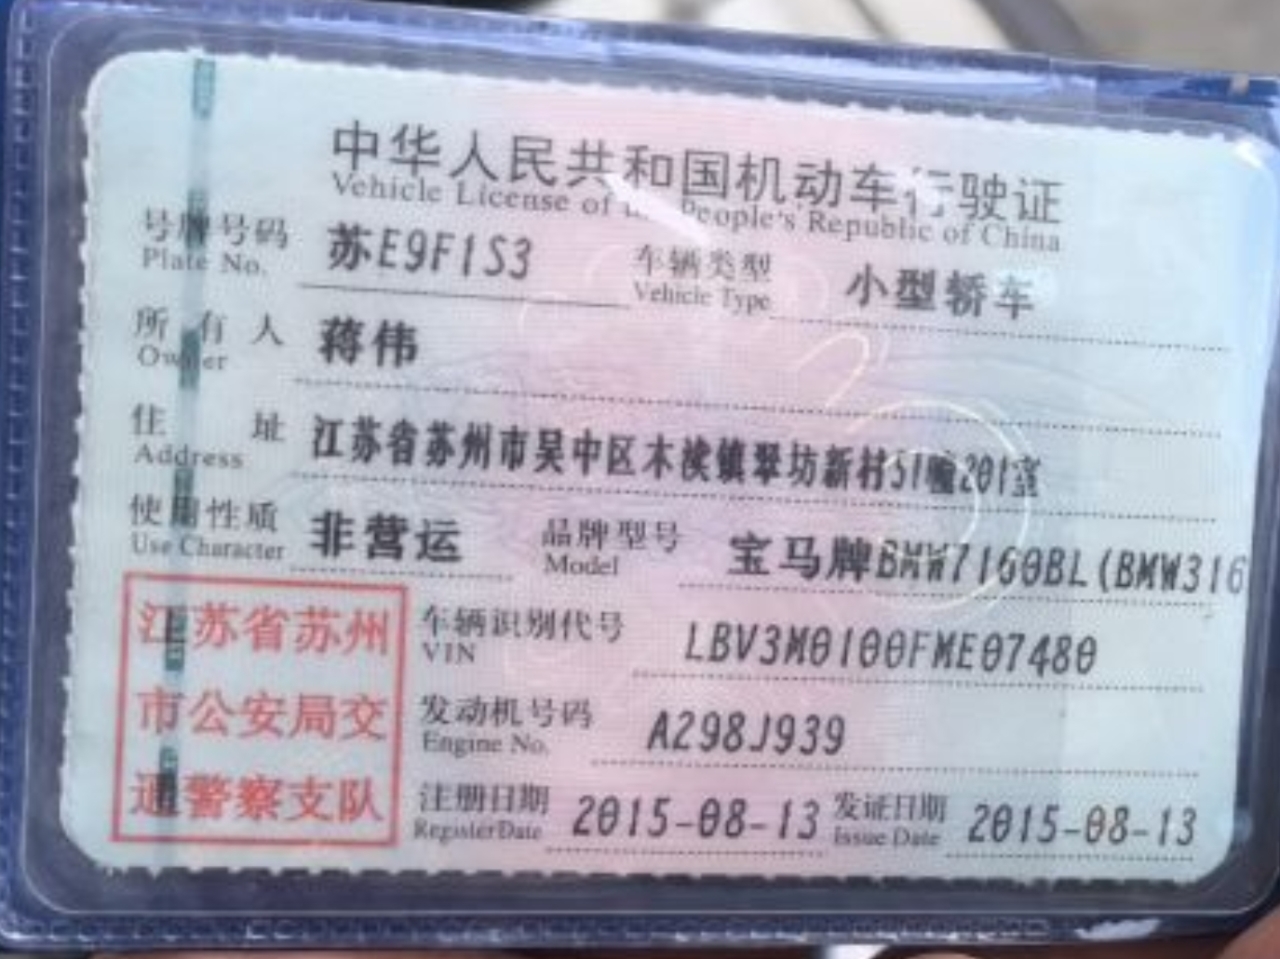 中华人民共和国机动车行驶证
Vehicle License of the People's Republic of China
号牌号码 苏E9F1S3 车辆类型 小型轿车
Plate No. Vehicle Type
所有人 蒋伟
Owner
住址 江苏省苏州市吴中区木渎镇翠坊新村51幢201室
Address
使用性质 非营运 品牌型号 宝马牌BMW7160BL(BMW316
Use Character Model
江苏省苏州
市公安局交
通警察支队
车辆识别代号 LBV3M0100FME07480
VIN
发动机号码 A298J939
Engine No.
注册日期 2015-08-13 发证日期 2015-08-13
Register Date Issue Date